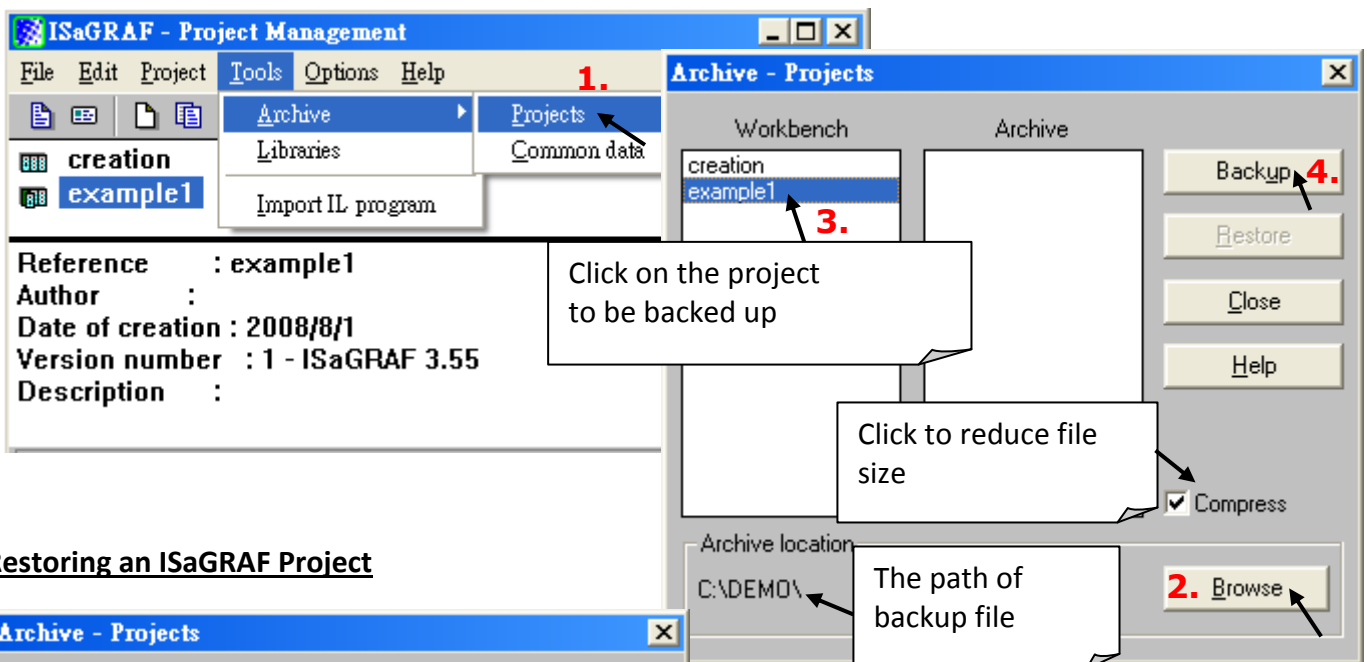 ISaGRAF - Project Management
File Edit Project Tools Options Help
1.
Archive
Libraries
Import IL program
Projects
Common data
creation
example1
Reference : example1
Author :
Date of creation : 2008/8/1
Version number : 1 - ISaGRAF 3.55
Description :
Archive - Projects
Workbench Archive
creation
example1
3.
Click on the project
to be backed up
Backup 4.
Restore
Close
Help
Click to reduce file
size
Compress
Archive location
C:\DEMO\
The path of
backup file
2. Browse
Restoring an ISaGRAF Project
Archive - Projects